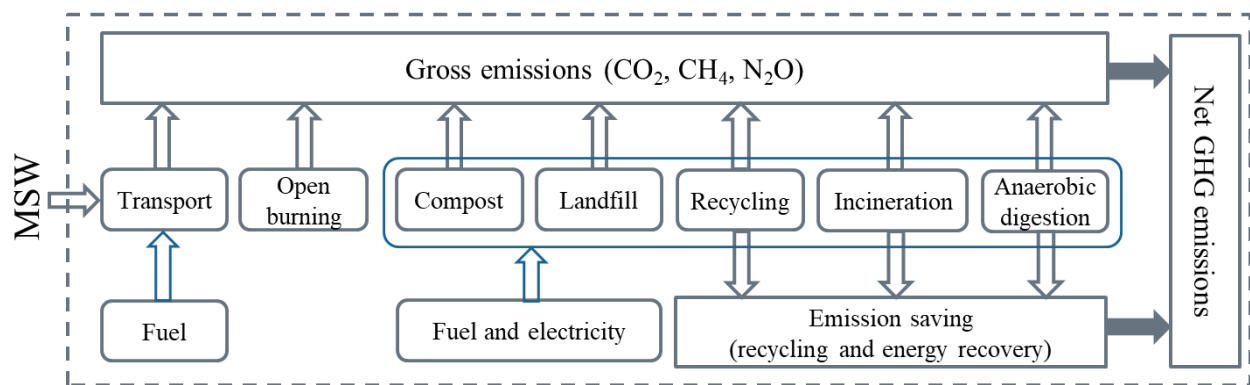 Gross emissions (CO₂, CH₄, N₂O)
Net GHG emissions
MSW
Transport
Open
burning
Compost
Landfill
Recycling
Incineration
Anaerobic
digestion
Fuel
Fuel and electricity
Emission saving
(recycling and energy recovery)